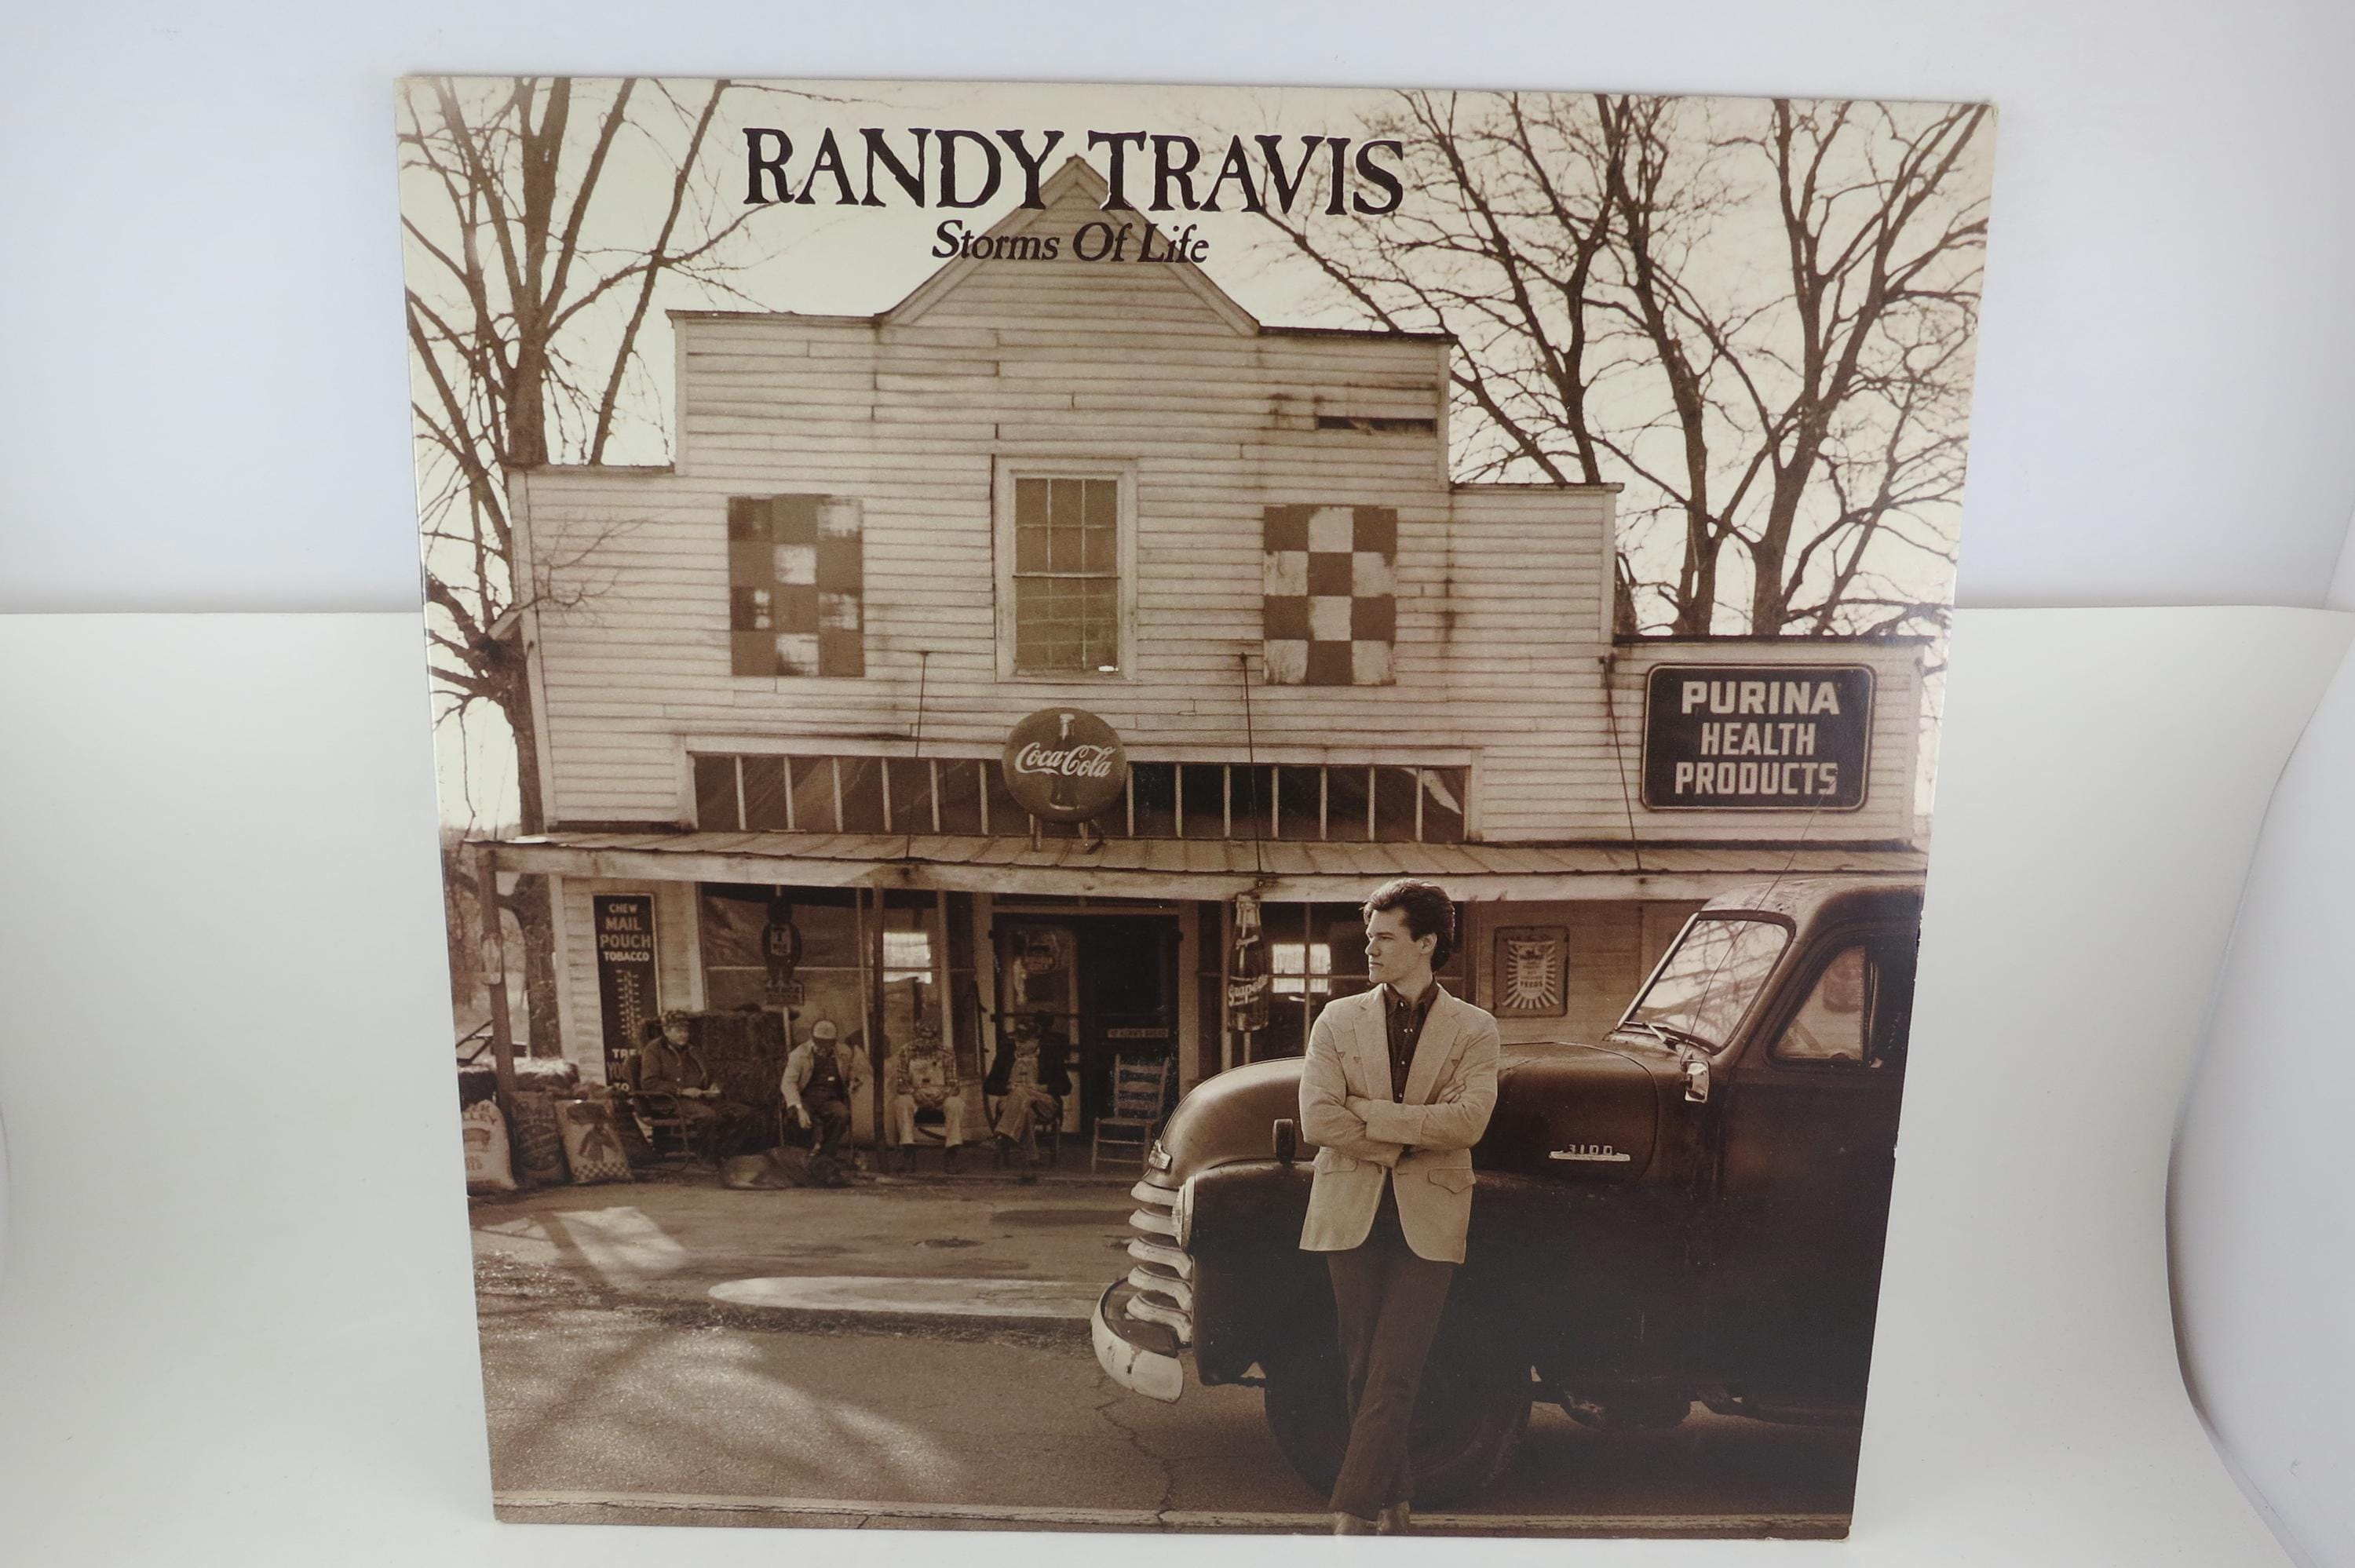 RANDY TRAVIS
Storms Of Life
Coca-Cola
PURINA
HEALTH
PRODUCTS
CHEW
MAIL
POUCH
TOBACCO
3100